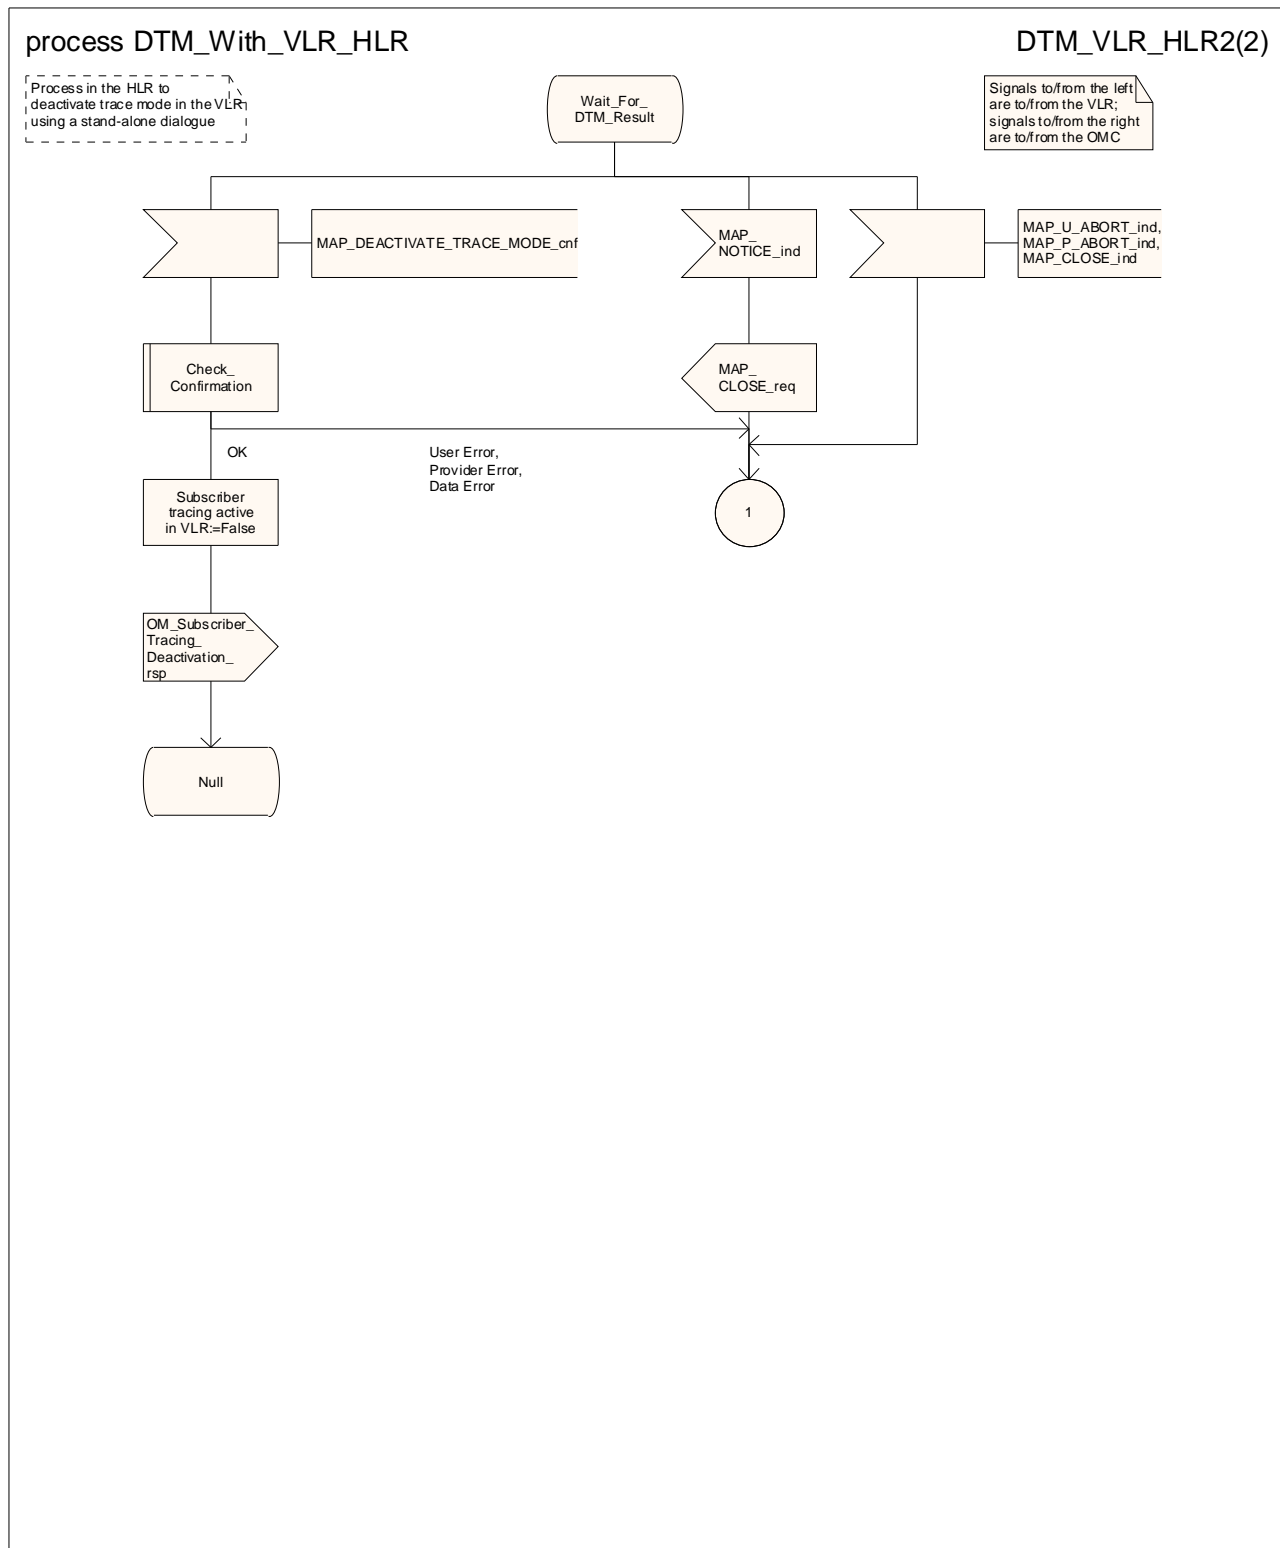 process DTM_With_VLR_HLR
DTM_VLR_HLR2(2)
Process in the HLR to
deactivate trace mode in the VLR
using a stand-alone dialogue
Wait_For_
DTM_Result
Signals to/from the left
are to/from the VLR;
signals to/from the right
are to/from the OMC
MAP_DEACTIVATE_TRACE_MODE_cnf
MAP_
NOTICE_ind
MAP_U_ABORT_ind,
MAP_P_ABORT_ind,
MAP_CLOSE_ind
Check_
Confirmation
MAP_
CLOSE_req
OK
User Error,
Provider Error,
Data Error
Subscriber
tracing active
in VLR:=False
1
OM_Subscriber_
Tracing_
Deactivation_
rsp
Null